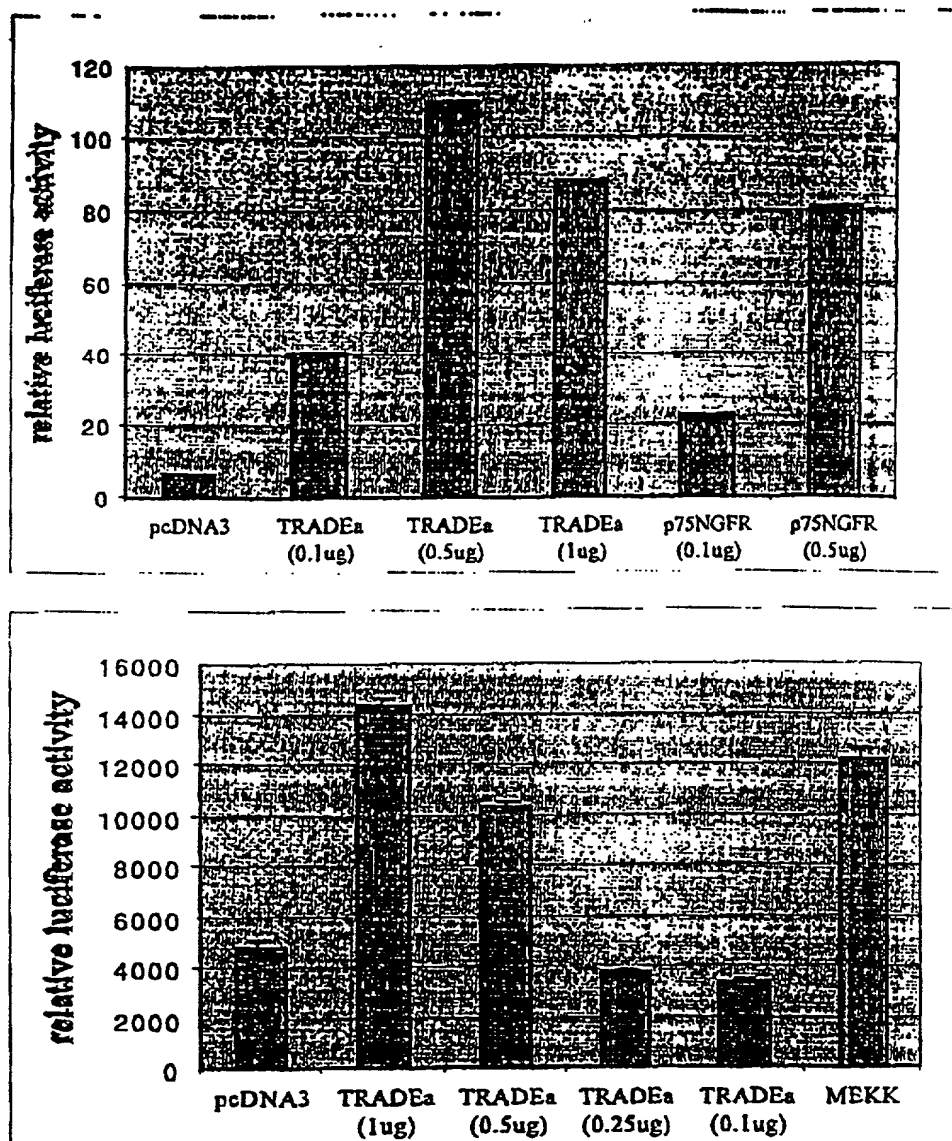 relative luciferase activity
120
100
80
60
40
20
0
pcDNA3 TRADEa TRADEa TRADEa p75NGFR p75NGFR
(0.1ug) (0.5ug) (1ug) (0.1ug) (0.5ug)
relative luciferase activity
16000
14000
12000
10000
8000
6000
4000
2000
0
pcDNA3 TRADEa TRADEa TRADEa TRADEa MEKK
(1ug) (0.5ug) (0.25ug) (0.1ug)